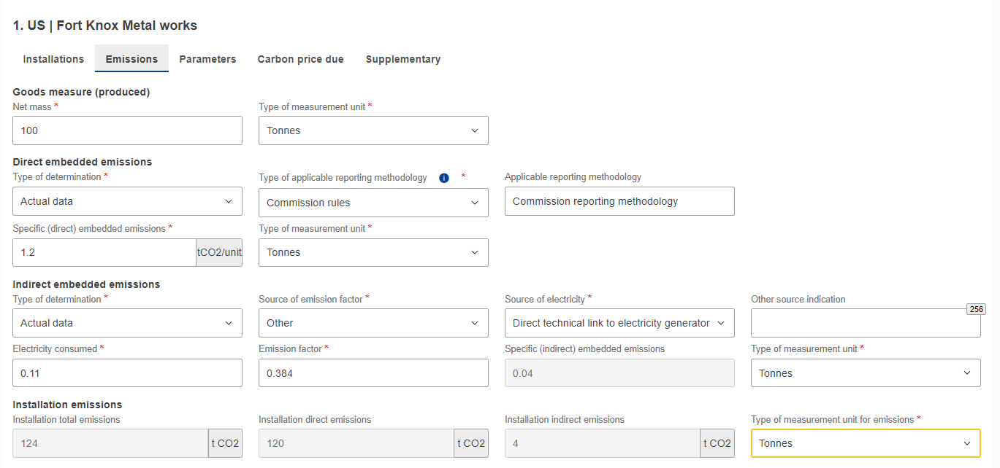 1. US | Fort Knox Metal works
Installations Emissions Parameters Carbon price due Supplementary
Goods measure (produced)
Net mass * Type of measurement unit *
100 Tonnes
Direct embedded emissions
Type of determination * Type of applicable reporting methodology i * Applicable reporting methodology
Actual data Commission rules Commission reporting methodology
Specific (direct) embedded emissions * Type of measurement unit *
1.2 tCO2/unit Tonnes
Indirect embedded emissions
Type of determination * Source of emission factor * Source of electricity * Other source indication
256
Actual data Other Direct technical link to electricity generator
Electricity consumed * Emission factor * Specific (indirect) embedded emissions Type of measurement unit *
0.11 0.384 0.04 Tonnes
Installation emissions
Installation total emissions Installation direct emissions Installation indirect emissions Type of measurement unit for emissions *
124 t CO2 120 t CO2 4 t CO2 Tonnes